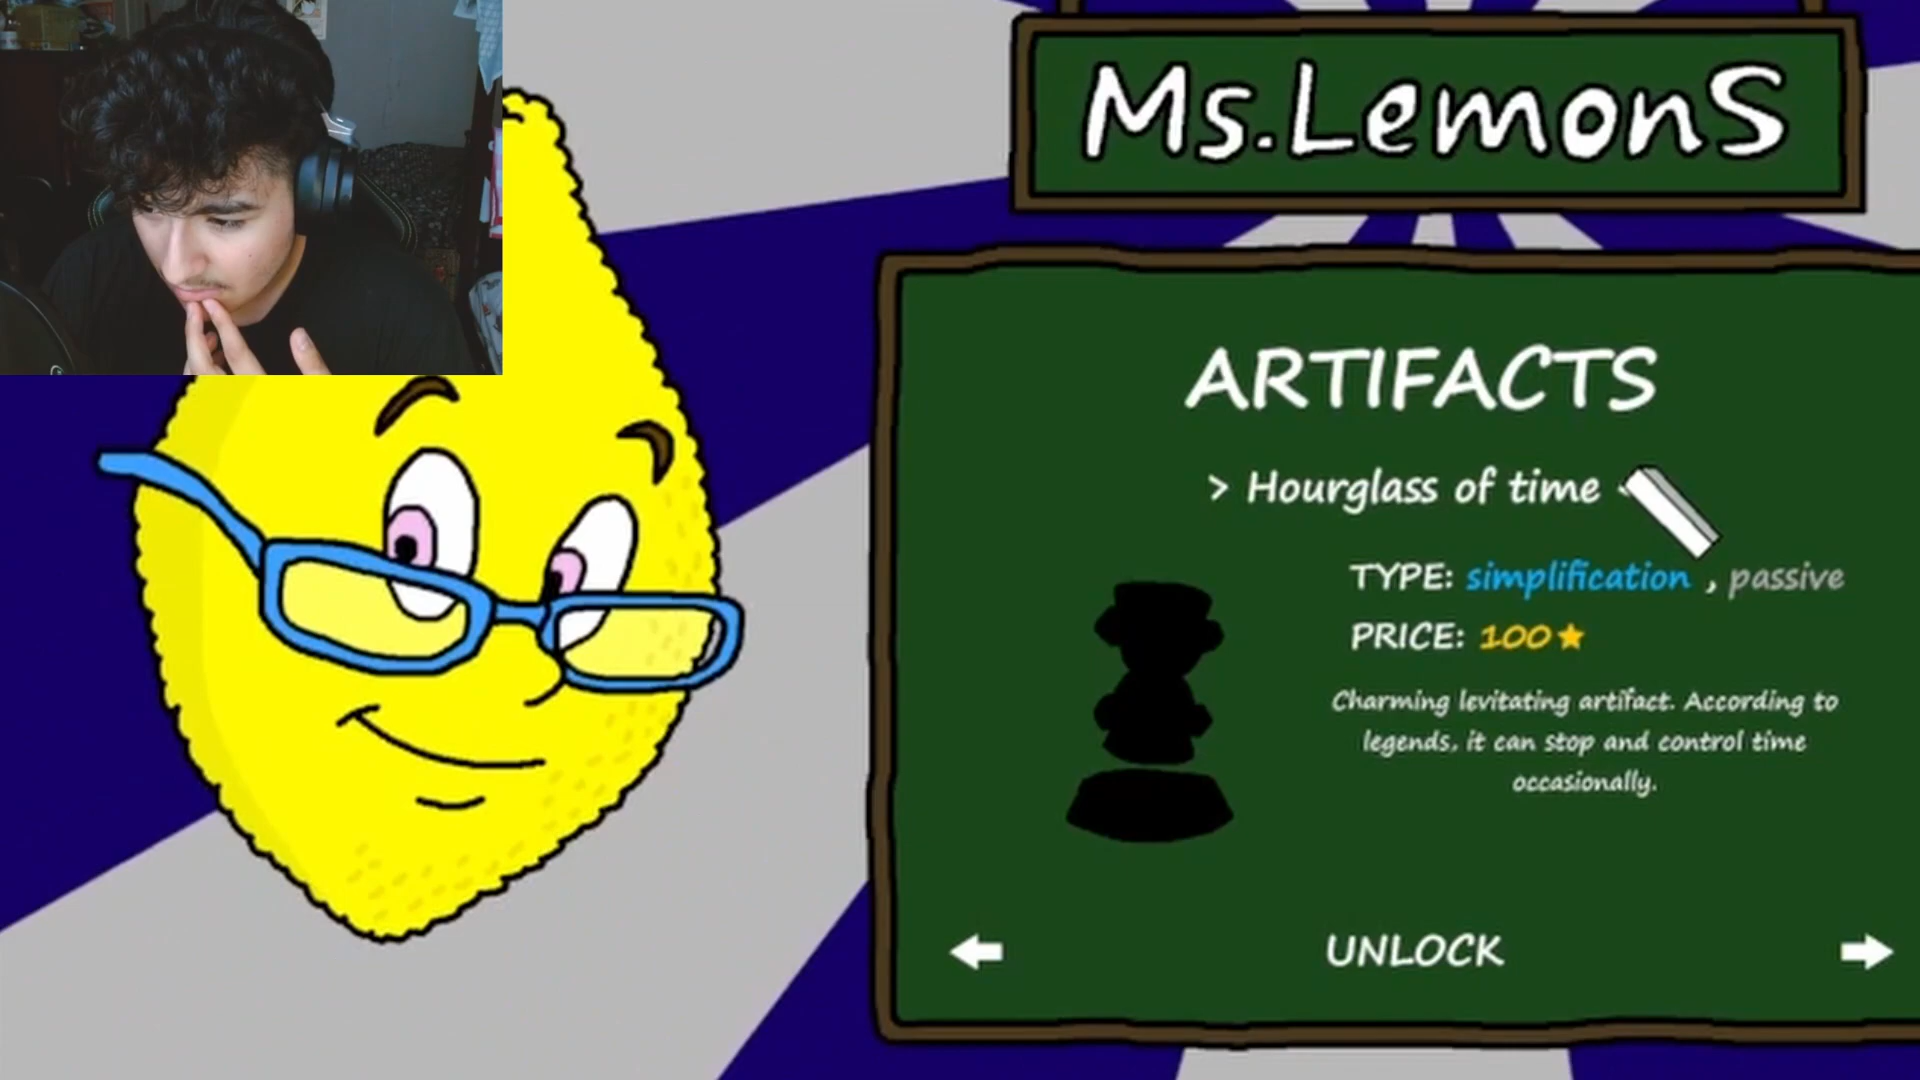 Ms.LemonS
ARTIFACTS
> Hourglass of time
TYPE: simplification , passive
PRICE: 100★
Charming levitating artifact. According to
legends, it can stop and control time
occasionally.
UNLOCK